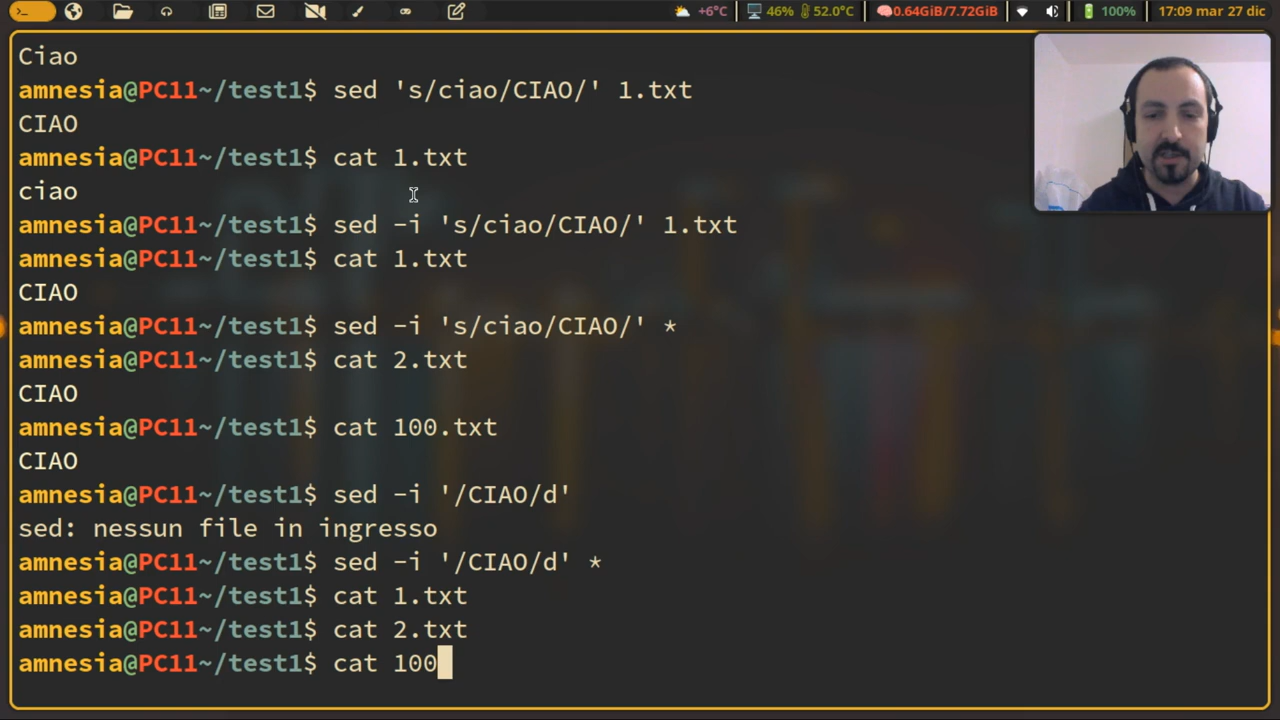 >_ +6°C 46% 52.0°C 0.64GiB/7.72GiB 100% 17:09 mar 27 dic
Ciao
amnesia@PC11~/test1$ sed 's/ciao/CIAO/' 1.txt
CIAO
amnesia@PC11~/test1$ cat 1.txt
ciao
amnesia@PC11~/test1$ sed -i 's/ciao/CIAO/' 1.txt
amnesia@PC11~/test1$ cat 1.txt
CIAO
amnesia@PC11~/test1$ sed -i 's/ciao/CIAO/' *
amnesia@PC11~/test1$ cat 2.txt
CIAO
amnesia@PC11~/test1$ cat 100.txt
CIAO
amnesia@PC11~/test1$ sed -i '/CIAO/d'
sed: nessun file in ingresso
amnesia@PC11~/test1$ sed -i '/CIAO/d' *
amnesia@PC11~/test1$ cat 1.txt
amnesia@PC11~/test1$ cat 2.txt
amnesia@PC11~/test1$ cat 100